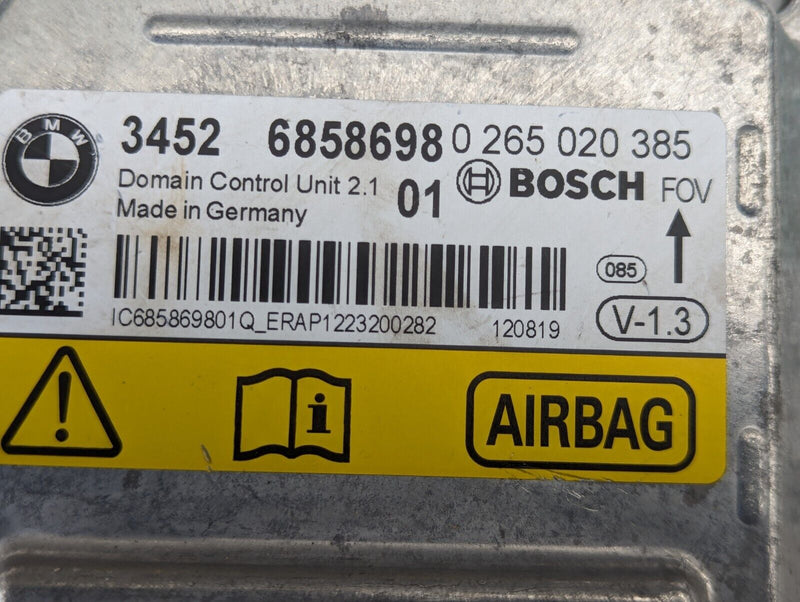 BMW 3452 6858698 0 265 020 385
Domain Control Unit 2.1 01 BOSCH FOV
Made in Germany
085
IC685869801Q_ERAP1223200282 120819 V-1.3
AIRBAG